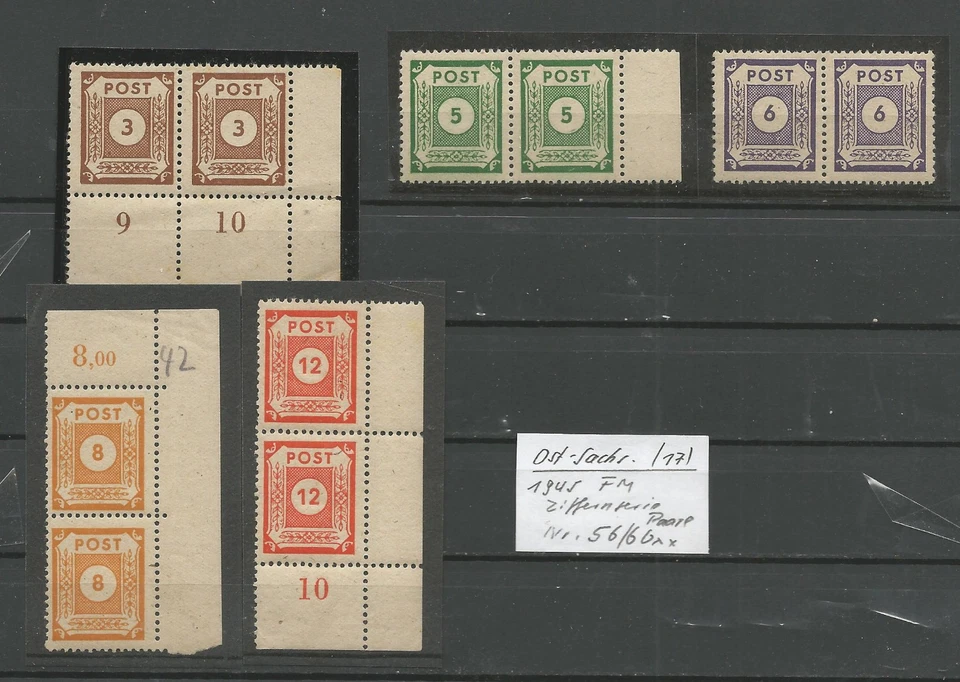 POST POST
3 3
9 10
POST POST
5 5
POST POST
6 6
8,00 42
POST
8
POST
8
POST
12
POST
12
10
Ost-Sachs. (17)
1945 FM
Ziffernserie
Paare
Nr. 56/60